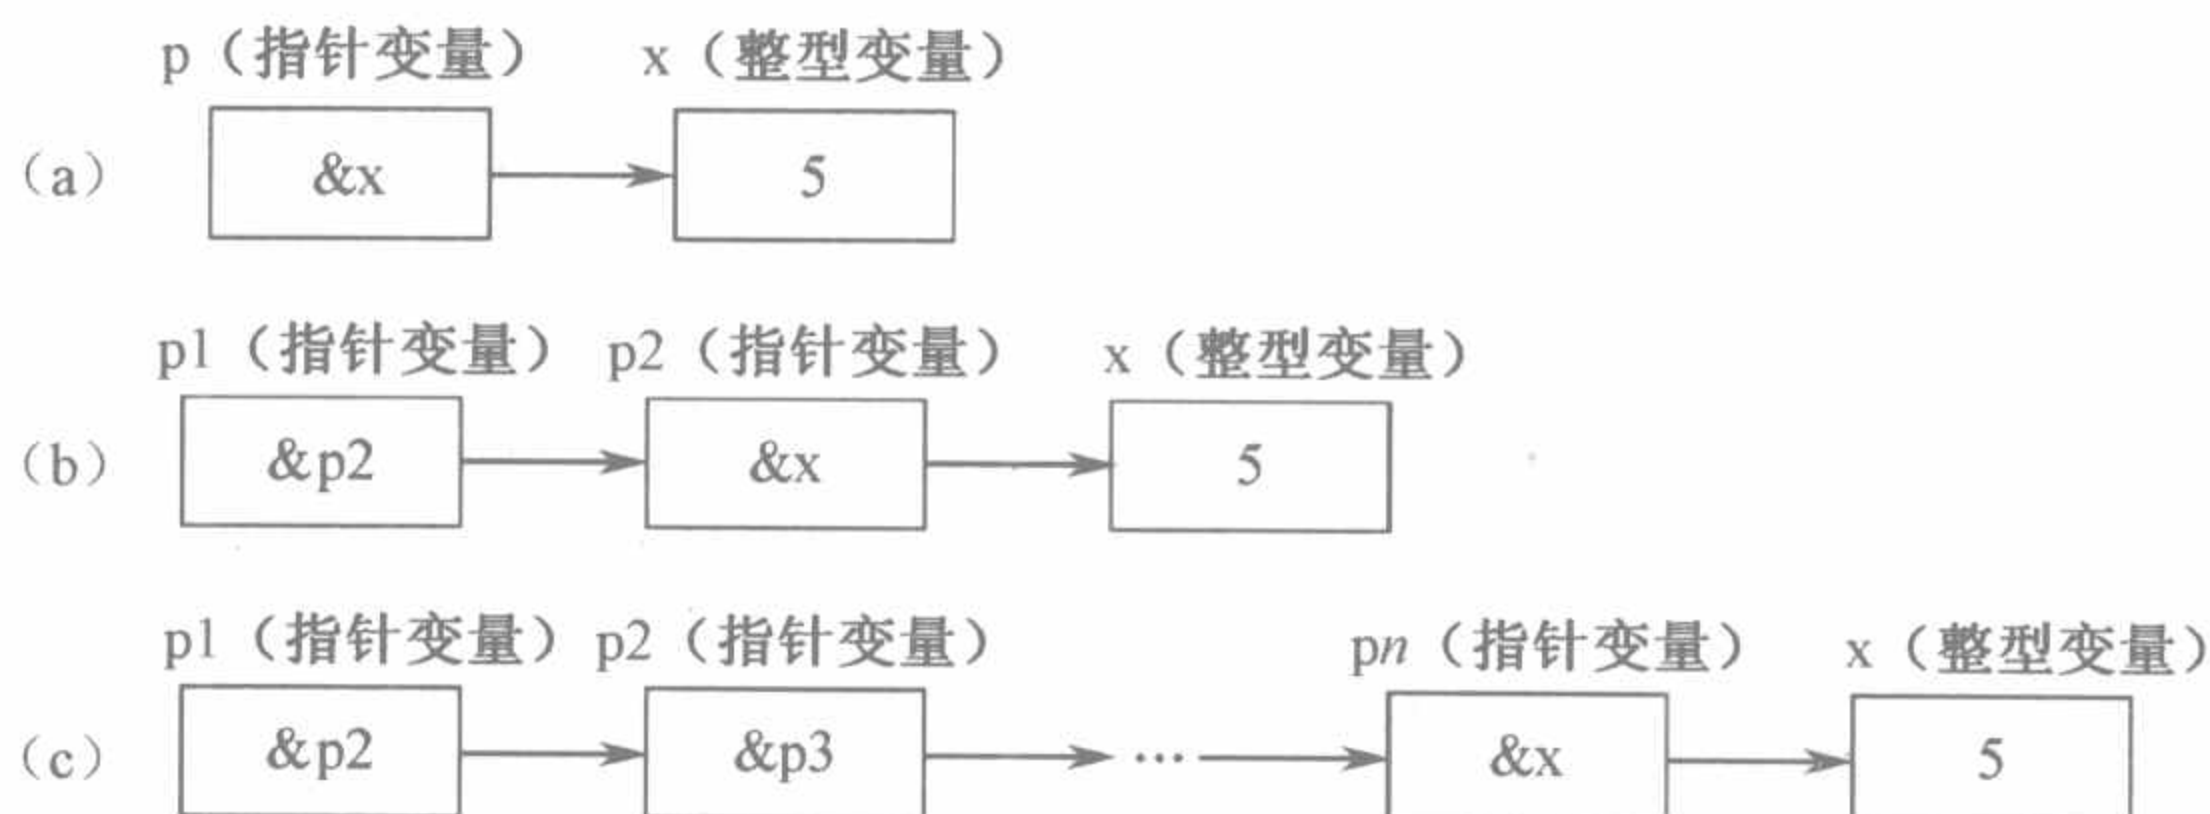 p（指针变量） x（整型变量）
（a） &x 5
p1（指针变量） p2（指针变量） x（整型变量）
（b） &p2 &x 5
p1（指针变量） p2（指针变量） pn（指针变量） x（整型变量）
（c） &p2 &p3 … &x 5